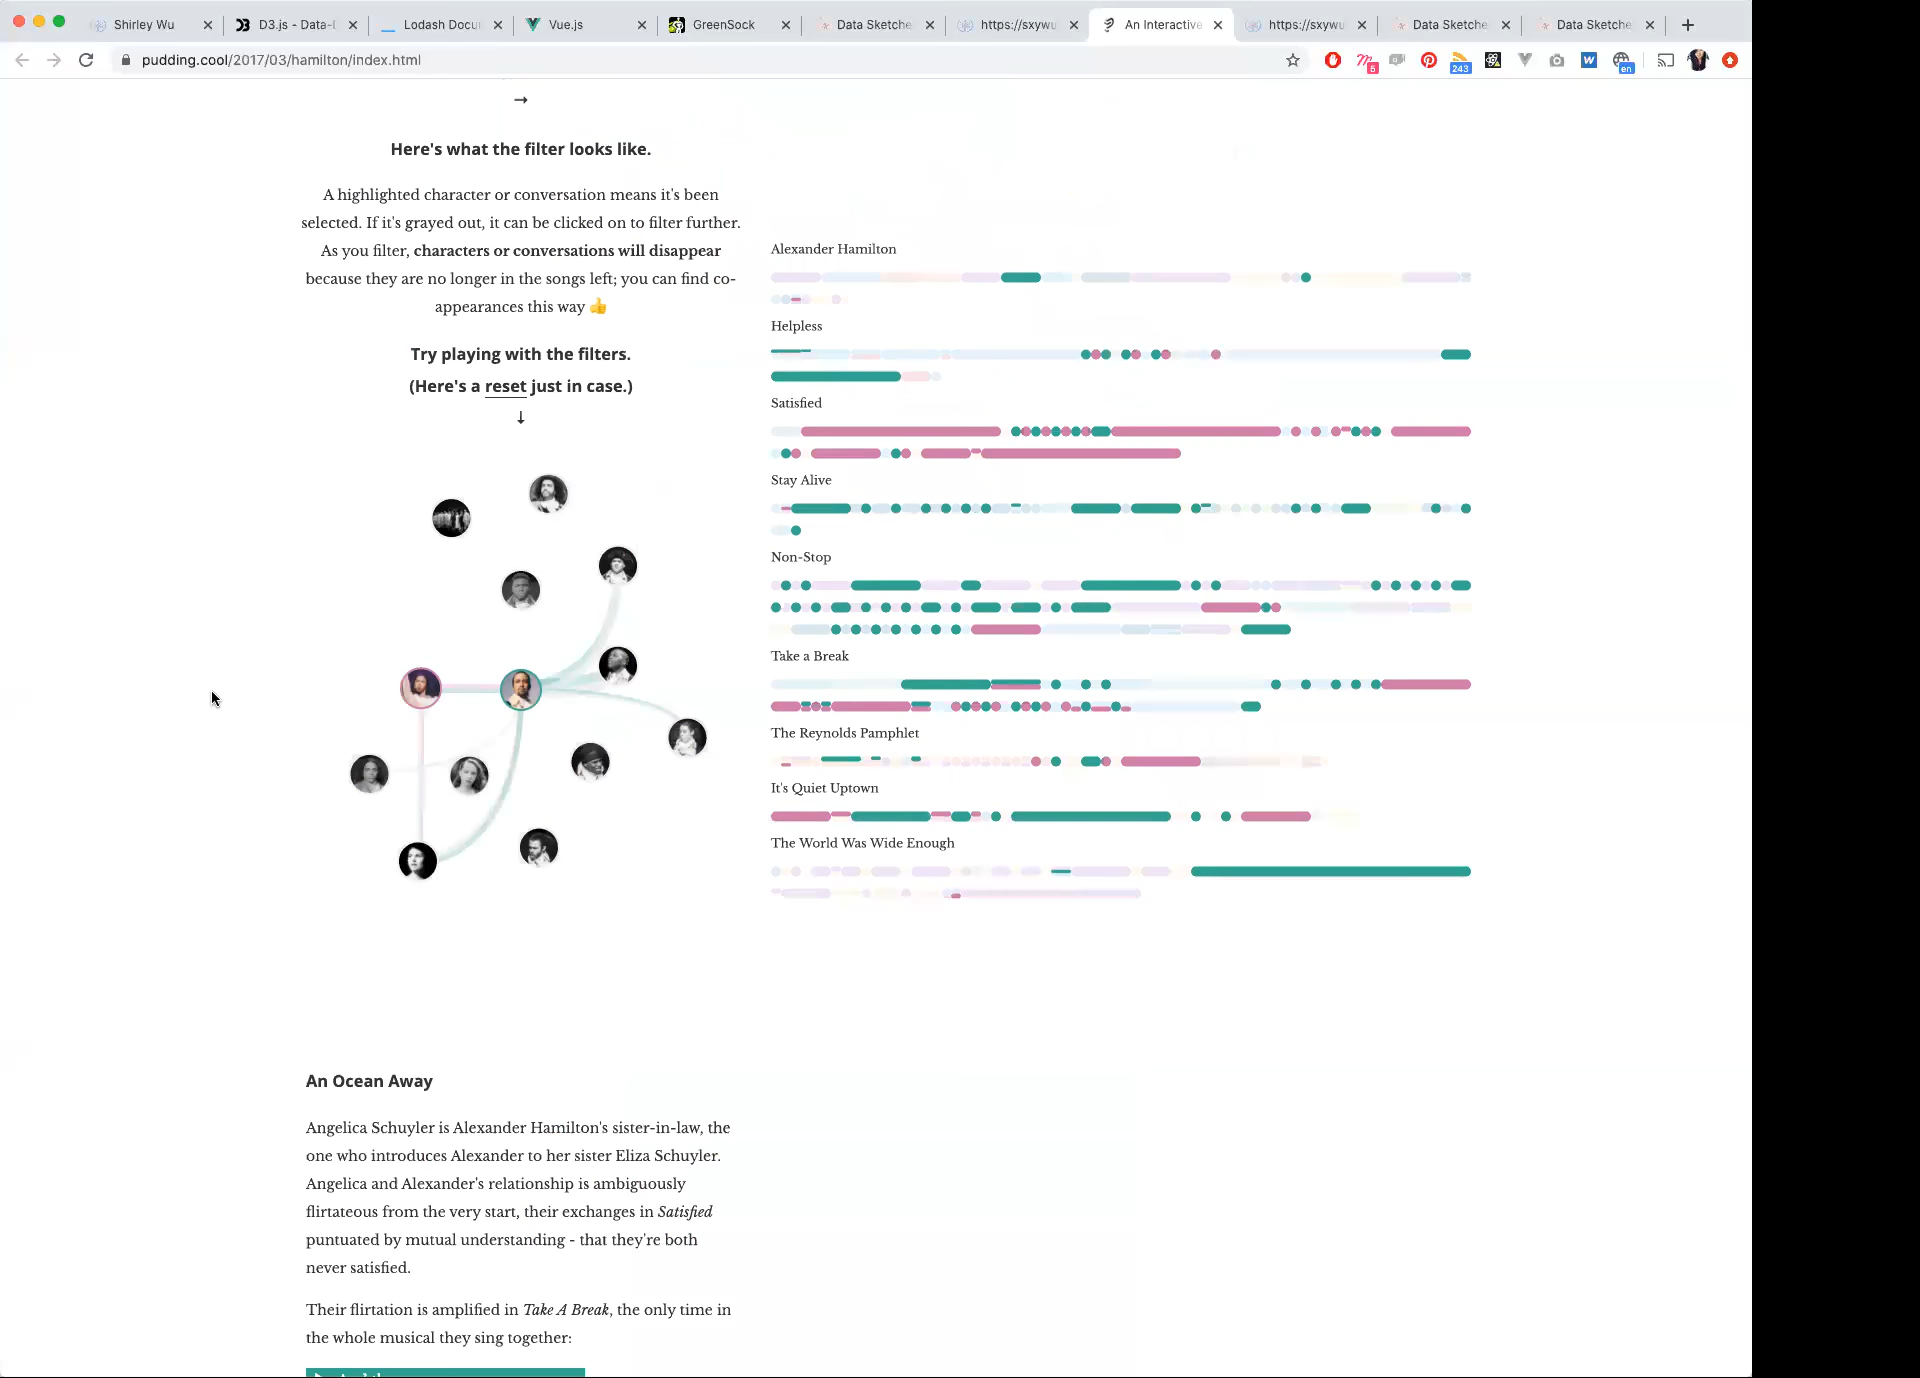 Shirley Wu
D3.js - Data-D
Lodash Docu
Vue.js
GreenSock
Data Sketche
https://sxywu
An Interactive
https://sxywu
Data Sketche
Data Sketche
pudding.cool/2017/03/hamilton/index.html
5
243
W
en
→
Here's what the filter looks like.
A highlighted character or conversation means it's been
selected. If it's grayed out, it can be clicked on to filter further.
As you filter, characters or conversations will disappear
because they are no longer in the songs left; you can find co-
appearances this way 👍
Try playing with the filters.
(Here's a reset just in case.)
↓
Alexander Hamilton
Helpless
Satisfied
Stay Alive
Non-Stop
Take a Break
The Reynolds Pamphlet
It's Quiet Uptown
The World Was Wide Enough
An Ocean Away
Angelica Schuyler is Alexander Hamilton's sister-in-law, the
one who introduces Alexander to her sister Eliza Schuyler.
Angelica and Alexander's relationship is ambiguously
flirtateous from the very start, their exchanges in Satisfied
puntuated by mutual understanding - that they're both
never satisfied.
Their flirtation is amplified in Take A Break, the only time in
the whole musical they sing together: